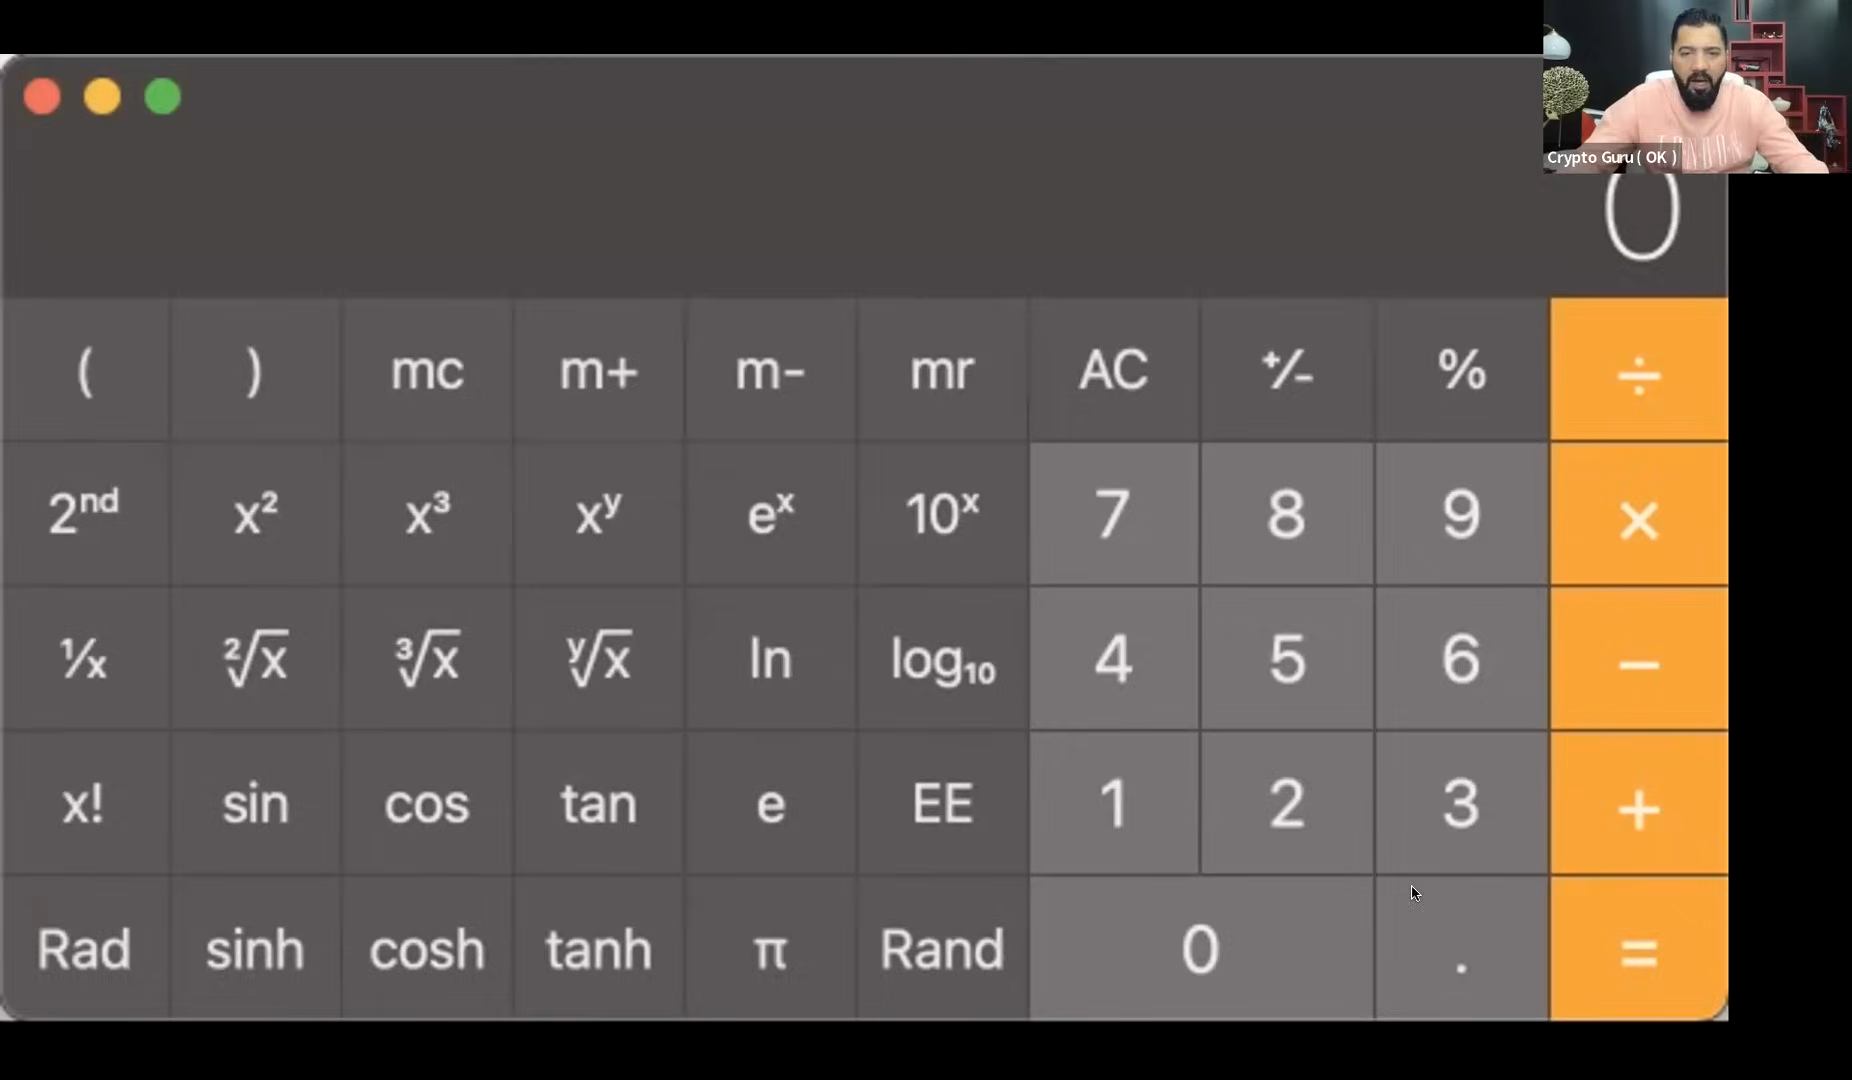 Crypto Guru ( OK )
0
( ) mc m+ m- mr AC +/- % ÷
2ⁿᵈ x² x³ xʸ eˣ 10ˣ 7 8 9 ×
1/x ²√x ³√x ʸ√x ln log₁₀ 4 5 6 −
x! sin cos tan e EE 1 2 3 +
Rad sinh cosh tanh π Rand 0 . =